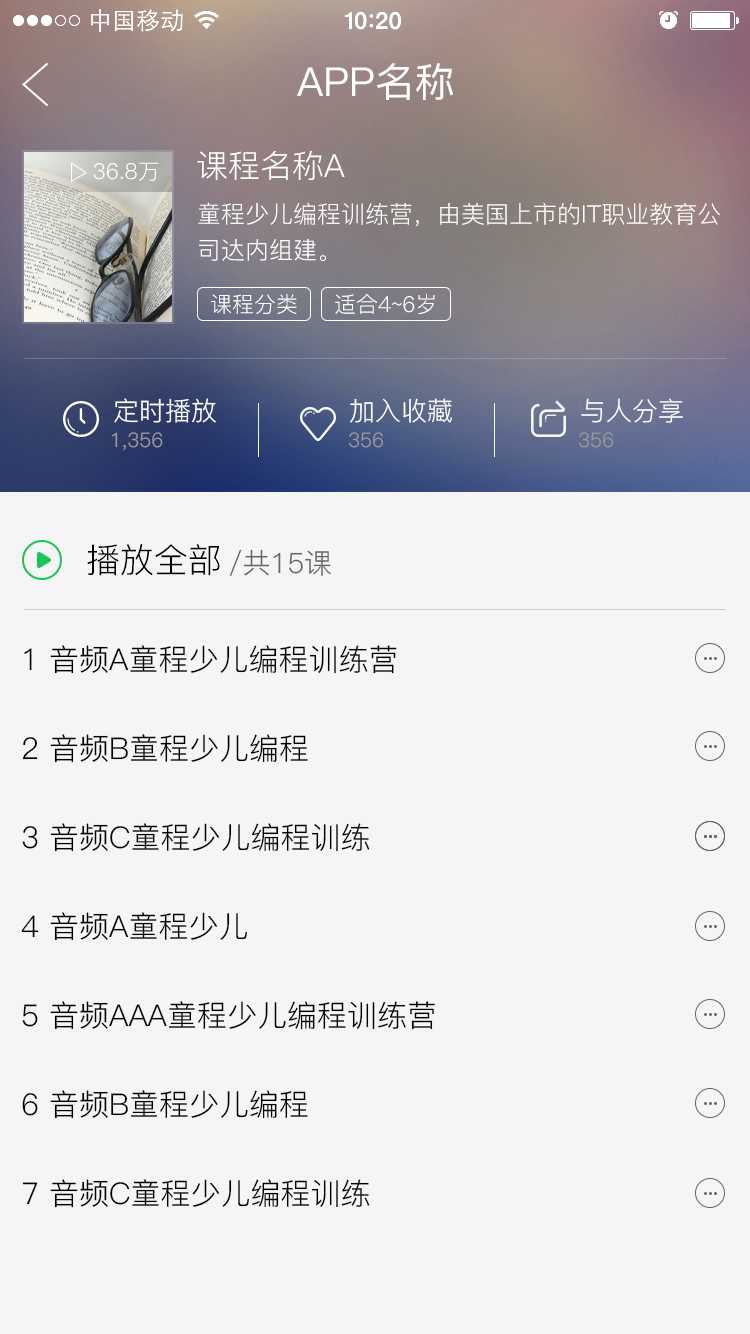 中国移动 10:20
APP名称
36.8万
课程名称A
童程少儿编程训练营，由美国上市的IT职业教育公
司达内组建。
课程分类 适合4~6岁
定时播放 加入收藏 与人分享
1,356 356 356
播放全部 /共15课
1 音频A童程少儿编程训练营
2 音频B童程少儿编程
3 音频C童程少儿编程训练
4 音频A童程少儿
5 音频AAA童程少儿编程训练营
6 音频B童程少儿编程
7 音频C童程少儿编程训练